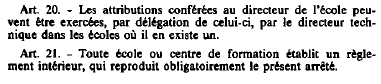 Art. 20. - Les attributions conférées au directeur de l'école peu-
vent être exercées, par délégation de celui-ci, par le directeur tech-
nique dans les écoles où il en existe un.
Art. 21. - Toute école ou centre de formation établit un règle-
ment intérieur, qui reproduit obligatoirement le présent arrêté.